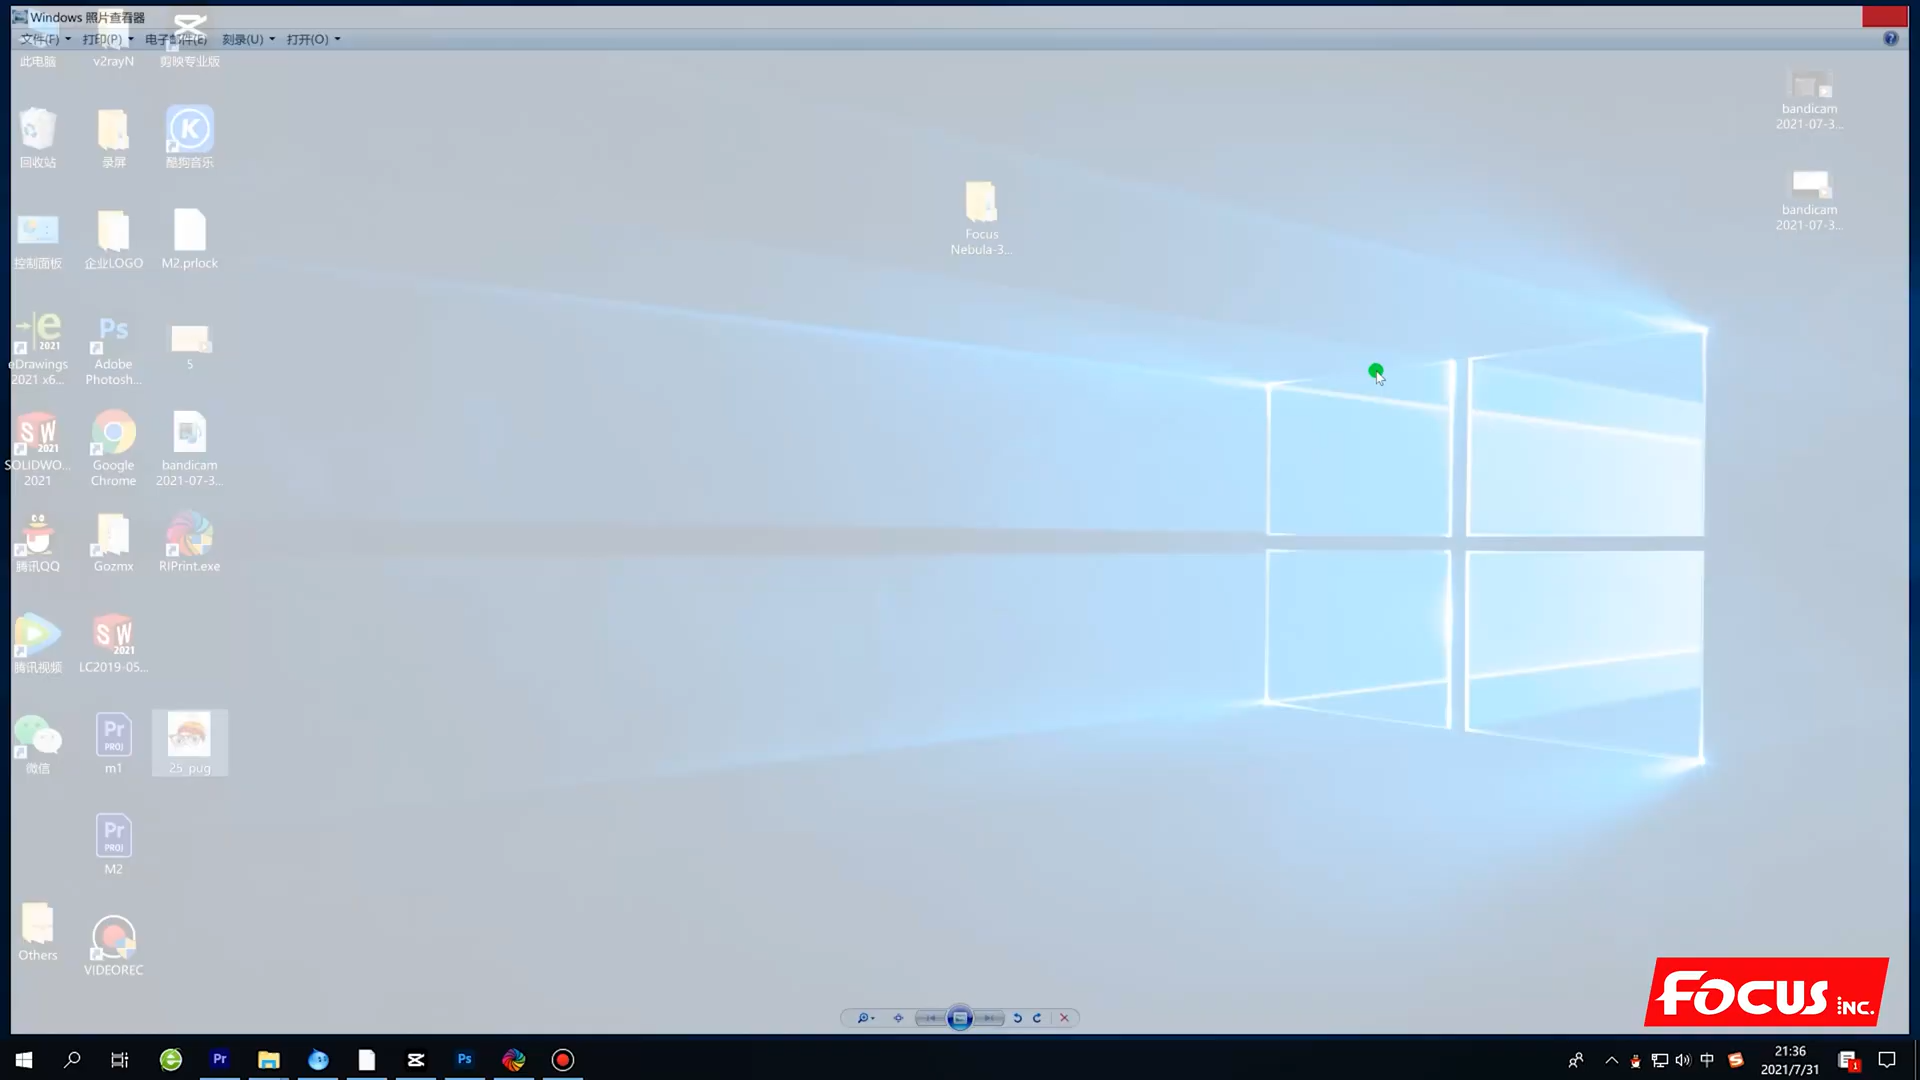 Windows 照片查看器
文件(F) 打印(P) 电子邮件(E) 刻录(U) 打开(O)
此电脑
v2rayN
剪映专业版
回收站
录屏
酷狗音乐
控制面板
企业LOGO
M2.prlock
eDrawings
2021 x6...
Adobe
Photosh...
5
SOLIDWO...
2021
Google
Chrome
bandicam
2021-07-3...
腾讯QQ
Gozmx
RIPrint.exe
腾讯视频
LC2019-05...
微信
m1
25_pug
M2
Others
VIDEOREC
Focus
Nebula-3...
bandicam
2021-07-3...
bandicam
2021-07-3...
FOCUS INC.
中
21:36
2021/7/31